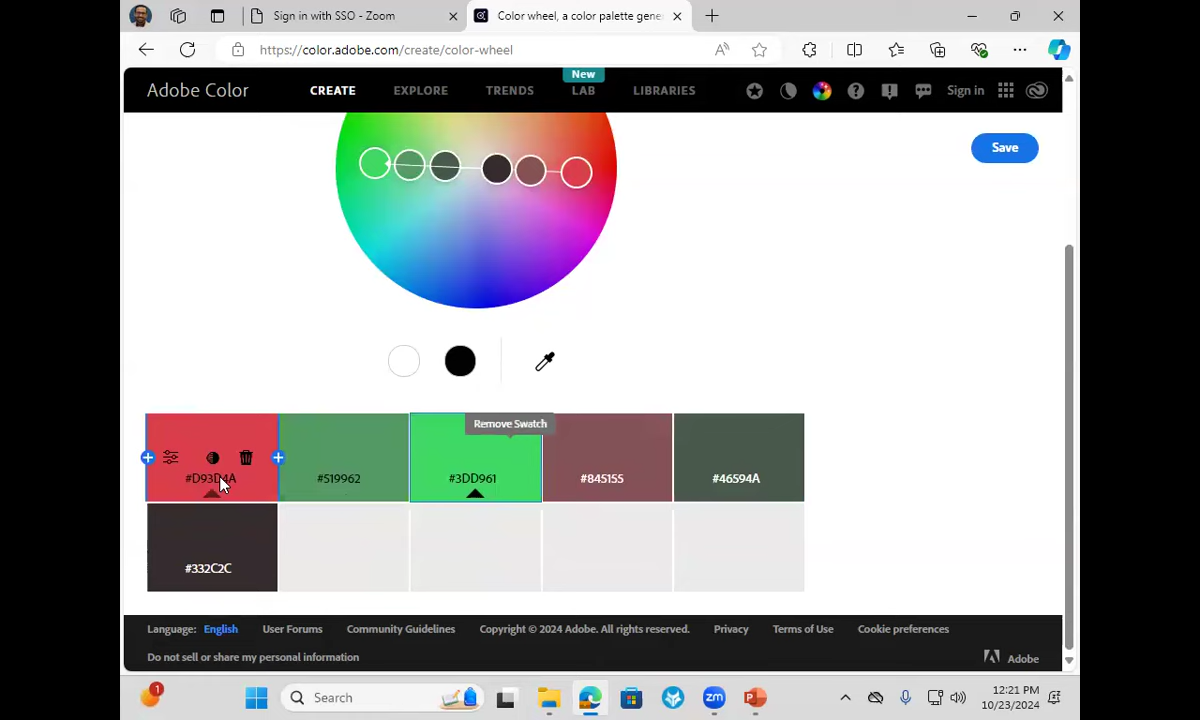 Sign in with SSO - Zoom
Color wheel, a color palette gene
https://color.adobe.com/create/color-wheel
New
Adobe Color
CREATE
EXPLORE
TRENDS
LAB
LIBRARIES
Sign in
Save
Remove Swatch
#D93D4A
#519962
#3DD961
#845155
#46594A
#332C2C
Language: English
User Forums
Community Guidelines
Copyright © 2024 Adobe. All rights reserved.
Privacy
Terms of Use
Cookie preferences
Do not sell or share my personal information
Adobe
1
Search
zm
12:21 PM
10/23/2024